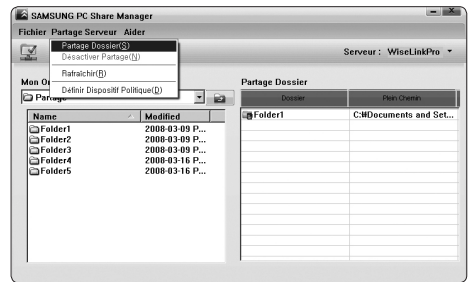 SAMSUNG PC Share Manager
Fichier Partage Serveur Aider
Partage Dossier(S)
Désactiver Partage(N)
Rafraîchir(R)
Définir Dispositif Politique(D)
Serveur : WiseLinkPro
Mon O
Partage
Name Modified
Folder1 2008-03-09 P...
Folder2 2008-03-09 P...
Folder3 2008-03-09 P...
Folder4 2008-03-16 P...
Folder5 2008-03-16 P...
Partage Dossier
Dossier Plein Chemin
Folder1 C:₩Documents and Set...